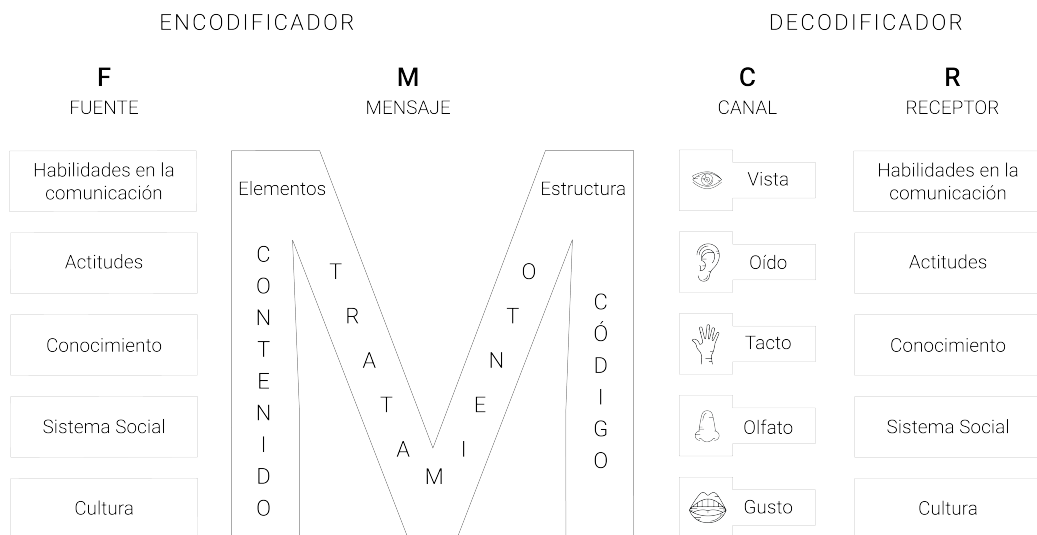 ENCODIFICADOR
DECODIFICADOR
F
FUENTE
M
MENSAJE
C
CANAL
R
RECEPTOR
Habilidades en la
comunicación
Actitudes
Conocimiento
Sistema Social
Cultura
Elementos
Estructura
CONTENIDO
TRATAMIENTO
CÓDIGO
Vista
Oído
Tacto
Olfato
Gusto
Habilidades en la
comunicación
Actitudes
Conocimiento
Sistema Social
Cultura